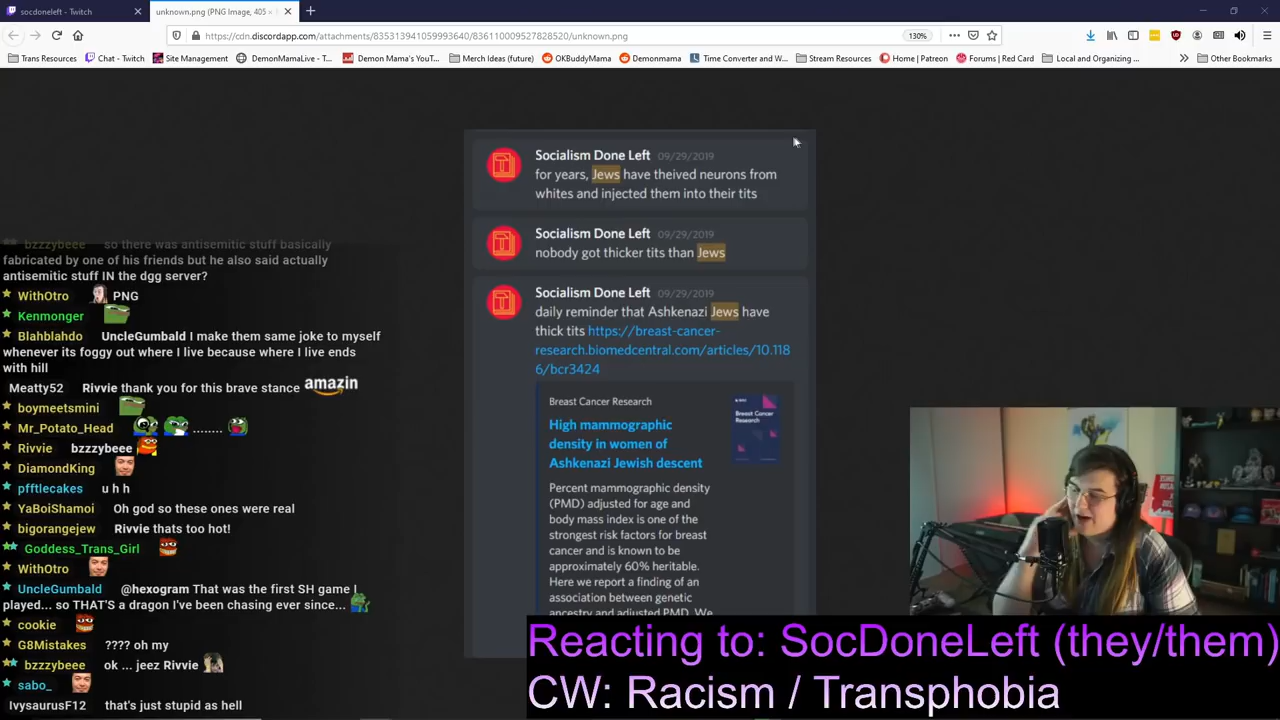 socdoneleft - Twitch
unknown.png (PNG Image, 405 ×
https://cdn.discordapp.com/attachments/835313941059993640/836110009527828520/unknown.png
130%
Trans Resources
Chat - Twitch
Site Management
DemonMamaLive - T...
Demon Mama's YouT...
Merch Ideas (future)
OKBuddyMama
Demonmama
Time Converter and W...
Stream Resources
Home | Patreon
Forums | Red Card
Local and Organizing ...
Other Bookmarks
Socialism Done Left 09/29/2019
for years, Jews have theived neurons from
whites and injected them into their tits
Socialism Done Left 09/29/2019
nobody got thicker tits than Jews
Socialism Done Left 09/29/2019
daily reminder that Ashkenazi Jews have
thick tits https://breast-cancer-
research.biomedcentral.com/articles/10.118
6/bcr3424
Breast Cancer Research
High mammographic
density in women of
Ashkenazi Jewish descent
Breast Cancer
Research
Percent mammographic density
(PMD) adjusted for age and
body mass index is one of the
strongest risk factors for breast
cancer and is known to be
approximately 60% heritable.
Here we report a finding of an
association between genetic
ancestry and adjusted PMD. We
bzzzybeee so there was antisemitic stuff basically
fabricated by one of his friends but he also said actually
antisemitic stuff IN the dgg server?
WithOtro PNG
Kenmonger
Blahblahdo UncleGumbald I make them same joke to myself
whenever its foggy out where I live because where I live ends
with hill
Meatty52 Rivvie thank you for this brave stance amazin
boymeetsmini
Mr_Potato_Head ........
Rivvie bzzzybeee
DiamondKing
pfftlecakes u h h
YaBoiShamoi Oh god so these ones were real
bigorangejew Rivvie thats too hot!
Goddess_Trans_Girl
WithOtro
UncleGumbald @hexogram That was the first SH game I
played... so THAT'S a dragon I've been chasing ever since...
cookie
G8Mistakes ???? oh my
bzzzybeee ok ... jeez Rivvie
sabo_
IvysaurusF12 that's just stupid as hell
Reacting to: SocDoneLeft (they/them)
CW: Racism / Transphobia